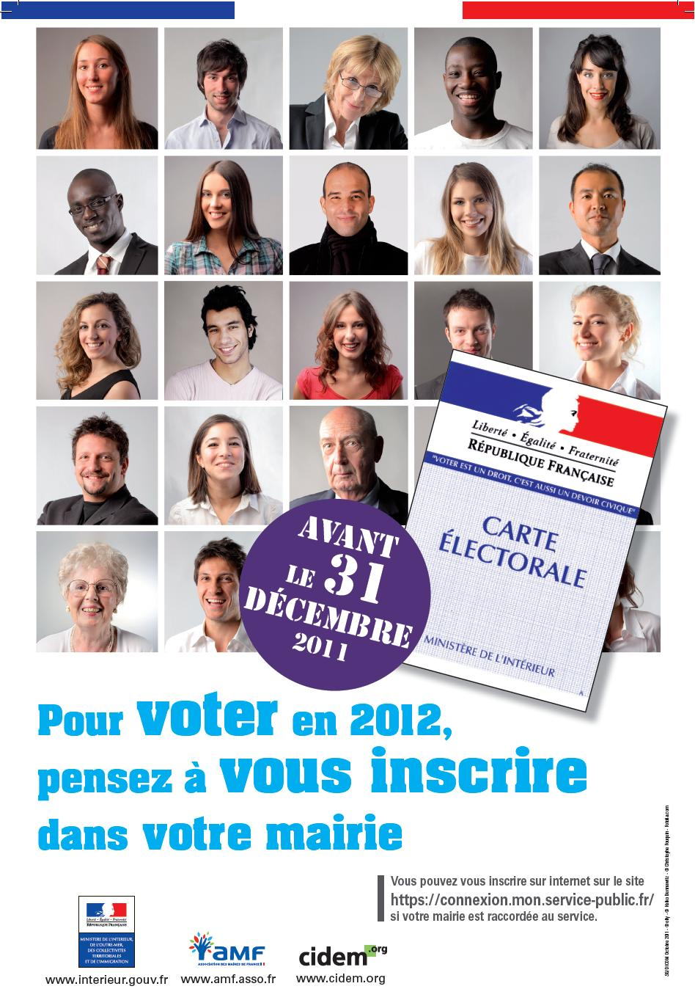 Liberté • Égalité • Fraternité
RÉPUBLIQUE FRANÇAISE
"VOTER EST UN DROIT, C'EST AUSSI UN DEVOIR CIVIQUE"
CARTE
ÉLECTORALE
MINISTÈRE DE L'INTÉRIEUR
A
AVANT
LE 31
DÉCEMBRE
2011
Pour voter en 2012,
pensez à vous inscrire
dans votre mairie
Vous pouvez vous inscrire sur internet sur le site
https://connexion.mon.service-public.fr/
si votre mairie est raccordée au service.
Liberté • Égalité • Fraternité
RÉPUBLIQUE FRANÇAISE
MINISTÈRE DE L'INTÉRIEUR,
DE L'OUTRE-MER,
DES COLLECTIVITÉS
TERRITORIALES
ET DE L'IMMIGRATION
www.interieur.gouv.fr
AMF
ASSOCIATION DES MAIRES DE FRANCE
www.amf.asso.fr
cidem.org
www.cidem.org
Octobre 2011 - © Christophe Fouquin - Fotolia.com